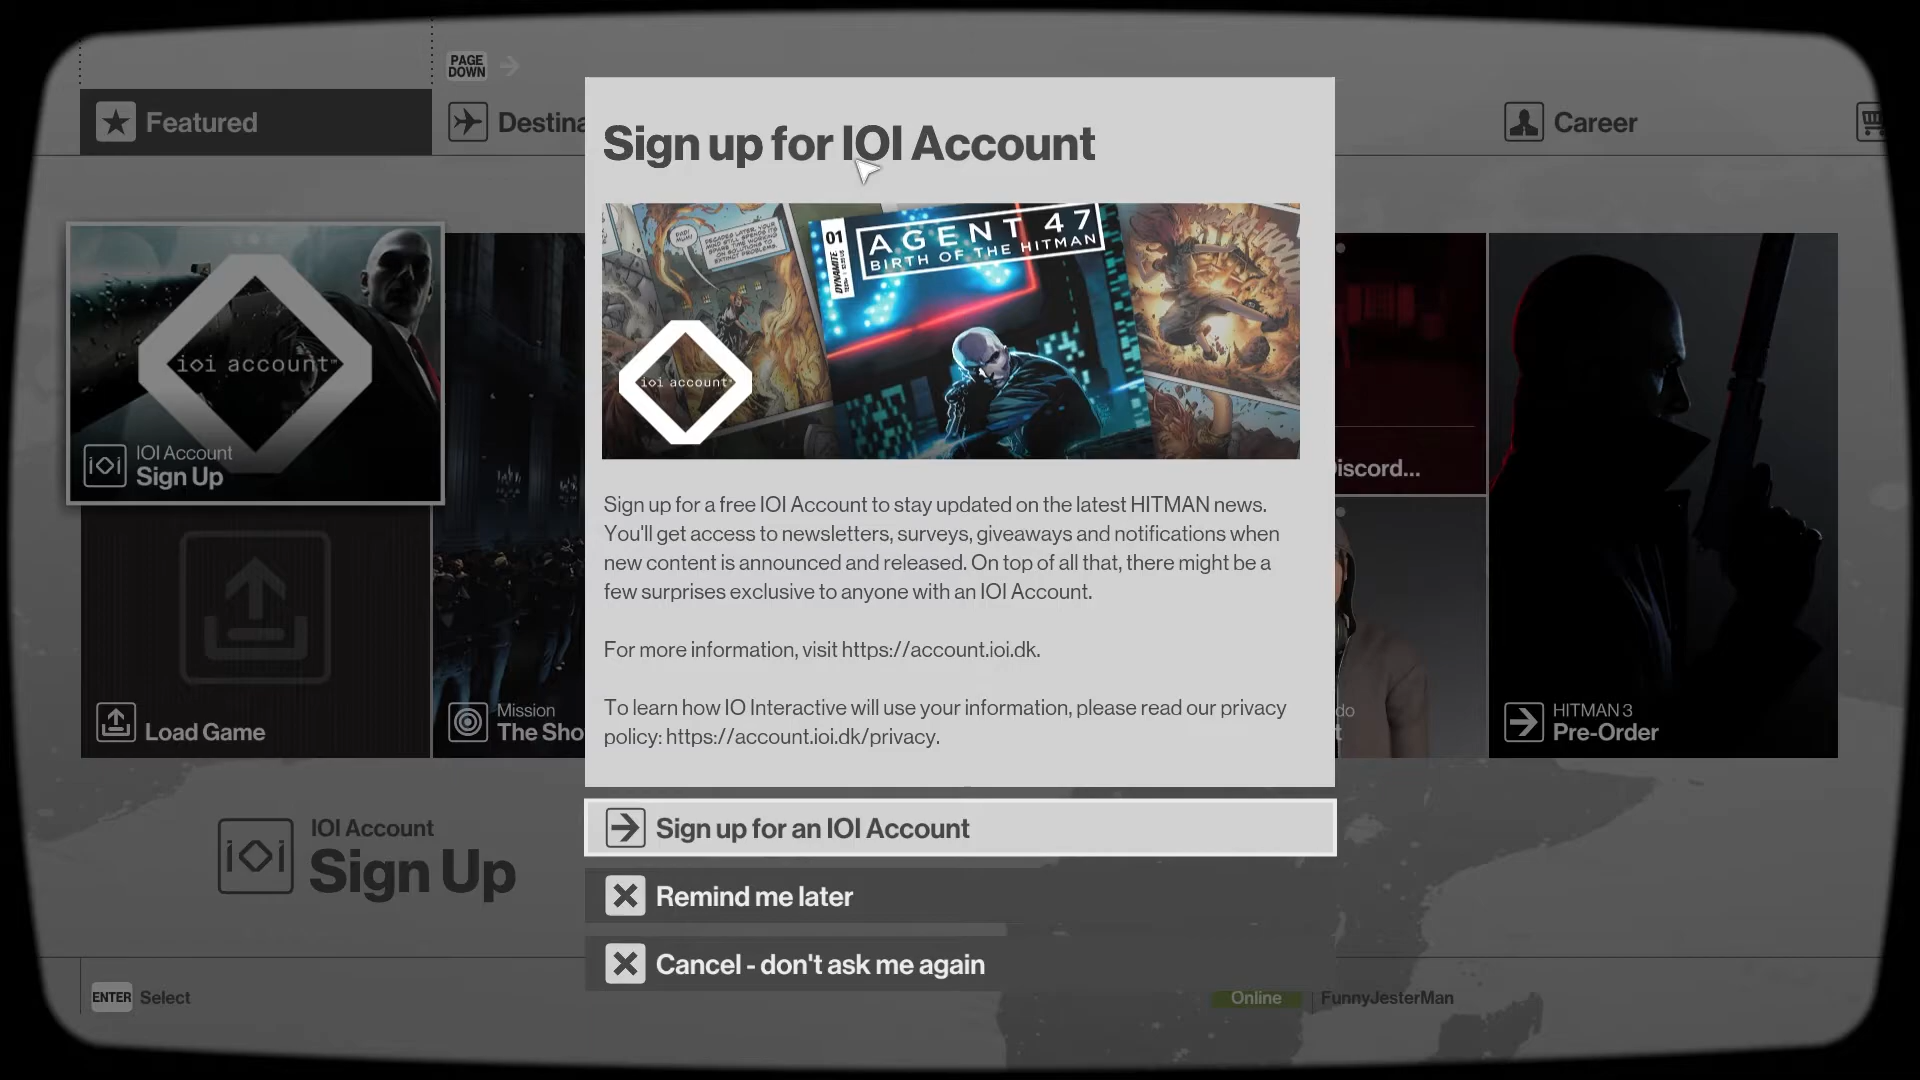 PAGE
DOWN
Featured
Destina
Career
Sign up for IOI Account
01
AGENT 47
BIRTH OF THE HITMAN
DYNAMITE
ioi account™
ioi account™
IOI Account
Sign Up
iscord...
Sign up for a free IOI Account to stay updated on the latest HITMAN news.
You'll get access to newsletters, surveys, giveaways and notifications when
new content is announced and released. On top of all that, there might be a
few surprises exclusive to anyone with an IOI Account.
For more information, visit https://account.ioi.dk.
To learn how IO Interactive will use your information, please read our privacy
policy: https://account.ioi.dk/privacy.
Load Game
Mission
The Sho
do
t
HITMAN 3
Pre-Order
IOI Account
Sign Up
Sign up for an IOI Account
Remind me later
Cancel - don't ask me again
ENTER Select
Online
FunnyJesterMan